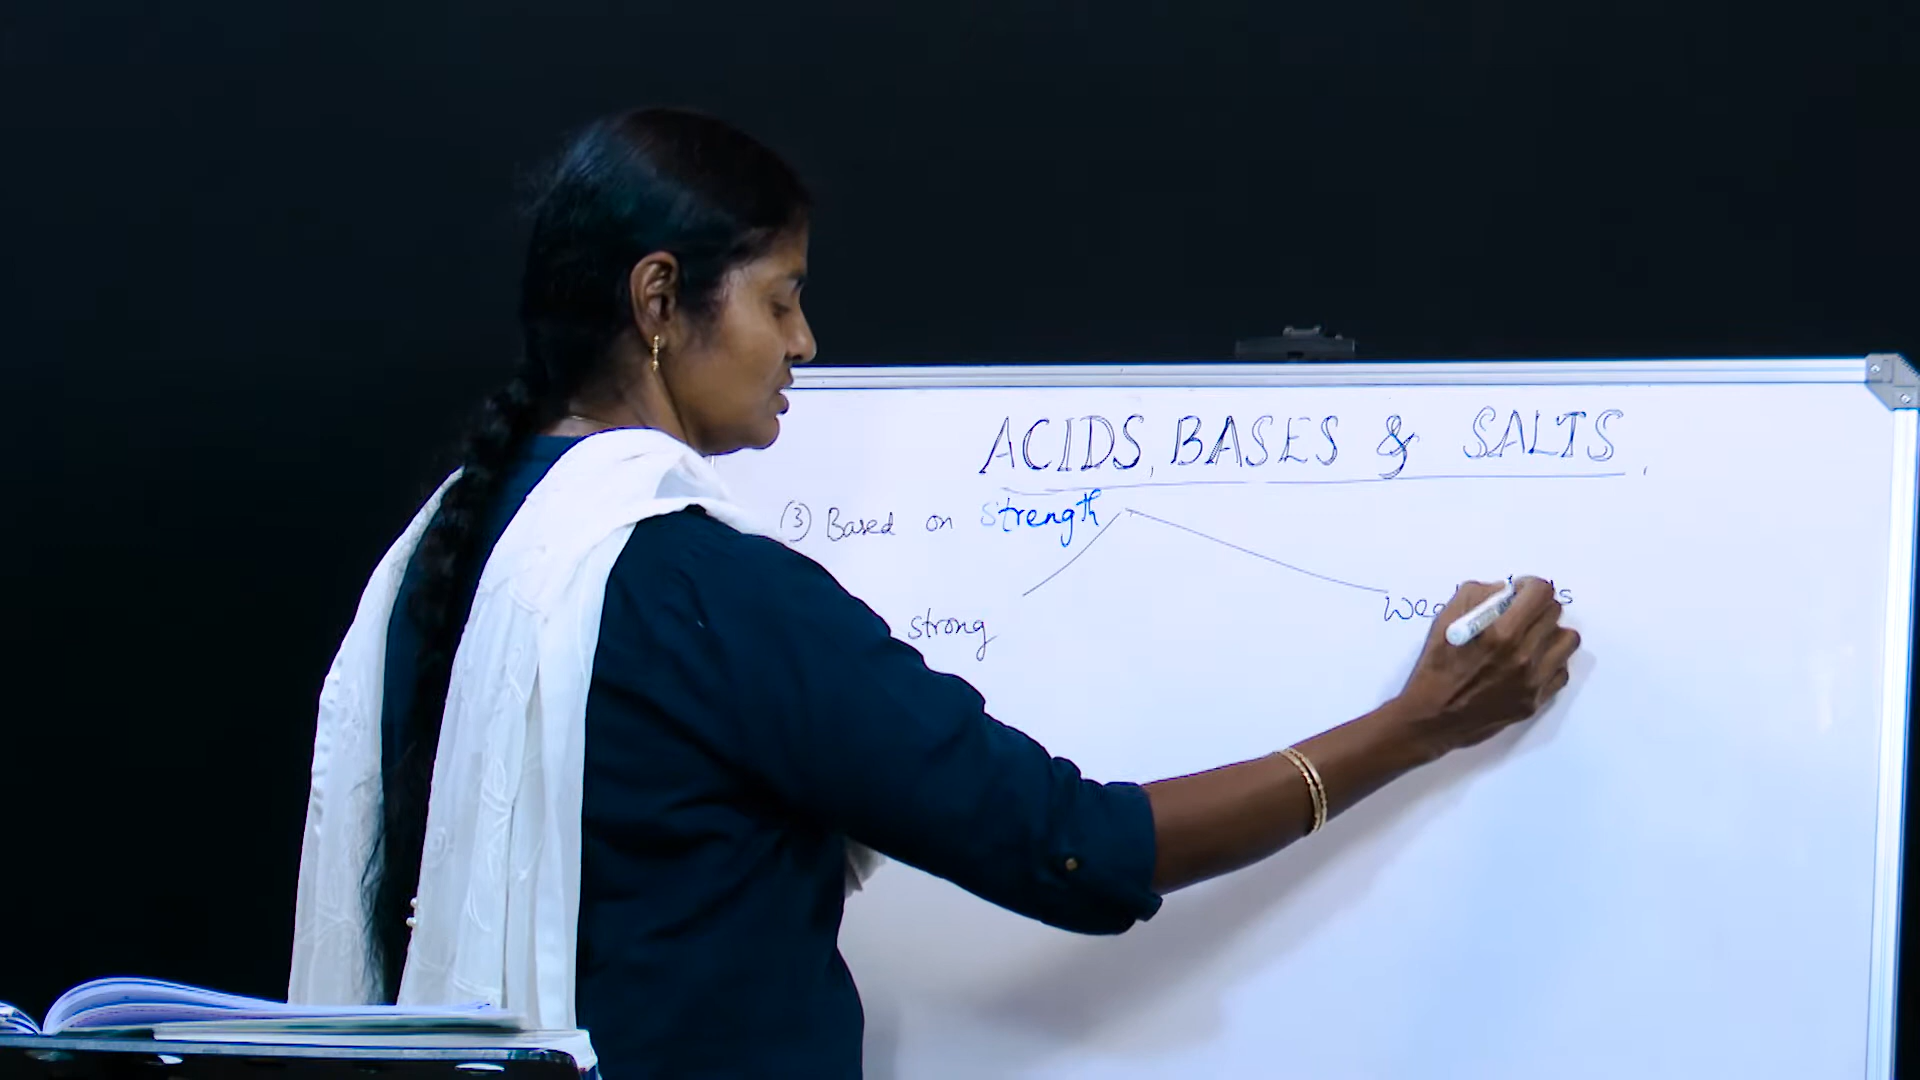 ACIDS, BASES & SALTS.
(3) Based on strength
strong